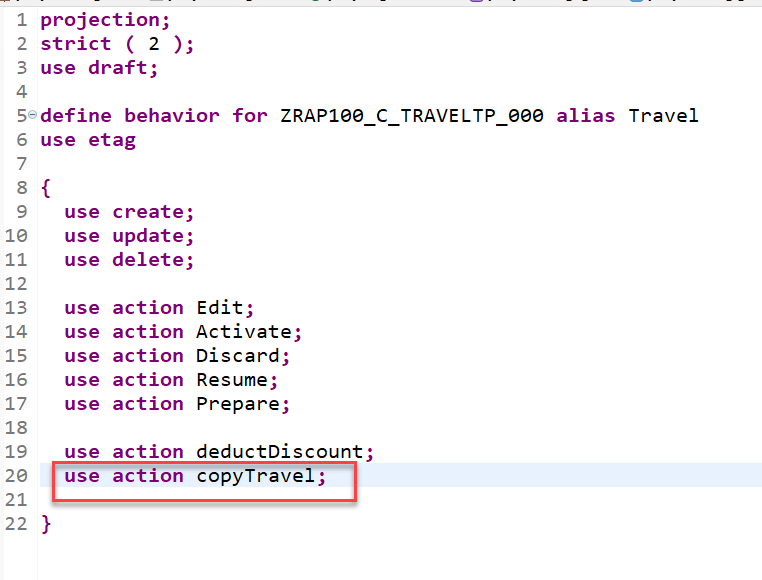 1 projection;
2 strict ( 2 );
3 use draft;
4
5 define behavior for ZRAP100_C_TRAVELTP_000 alias Travel
6 use etag
7
8 {
9 use create;
10 use update;
11 use delete;
12
13 use action Edit;
14 use action Activate;
15 use action Discard;
16 use action Resume;
17 use action Prepare;
18
19 use action deductDiscount;
20 use action copyTravel;
21
22 }